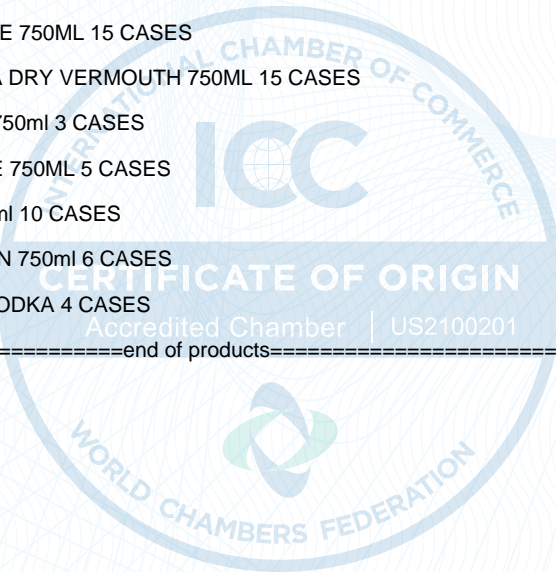 E 750ML 15 CASES
A DRY VERMOUTH 750ML 15 CASES
750ml 3 CASES
E 750ML 5 CASES
ml 10 CASES
N 750ml 6 CASES
ODKA 4 CASES
==========end of products=======================
INTERNATIONAL CHAMBER OF COMMERCE
ICC
CERTIFICATE OF ORIGIN
Accredited Chamber | US2100201
WORLD CHAMBERS FEDERATION